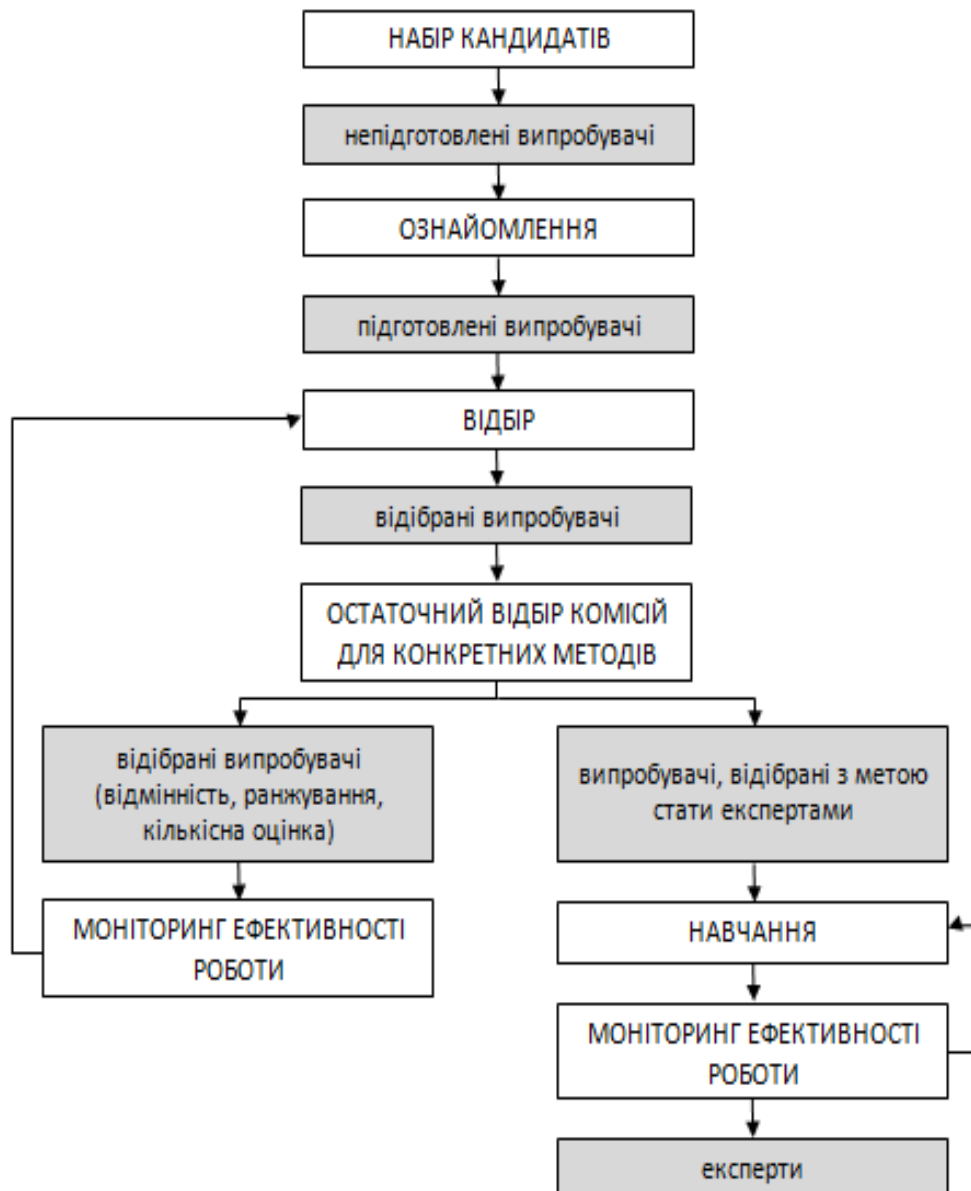 НАБІР КАНДИДАТІВ
непідготовлені випробувачі
ОЗНАЙОМЛЕННЯ
підготовлені випробувачі
ВІДБІР
відібрані випробувачі
ОСТАТОЧНИЙ ВІДБІР КОМІСІЙ
ДЛЯ КОНКРЕТНИХ МЕТОДІВ
відібрані випробувачі
(відмінність, ранжування,
кількісна оцінка)
МОНІТОРИНГ ЕФЕКТИВНОСТІ
РОБОТИ
випробувачі, відібрані з метою
стати експертами
НАВЧАННЯ
МОНІТОРИНГ ЕФЕКТИВНОСТІ
РОБОТИ
експерти